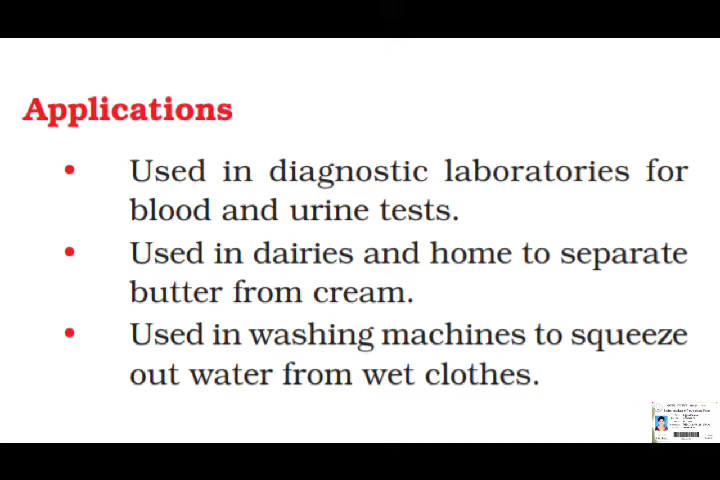 Applications
• Used in diagnostic laboratories for
blood and urine tests.
• Used in dairies and home to separate
butter from cream.
• Used in washing machines to squeeze
out water from wet clothes.